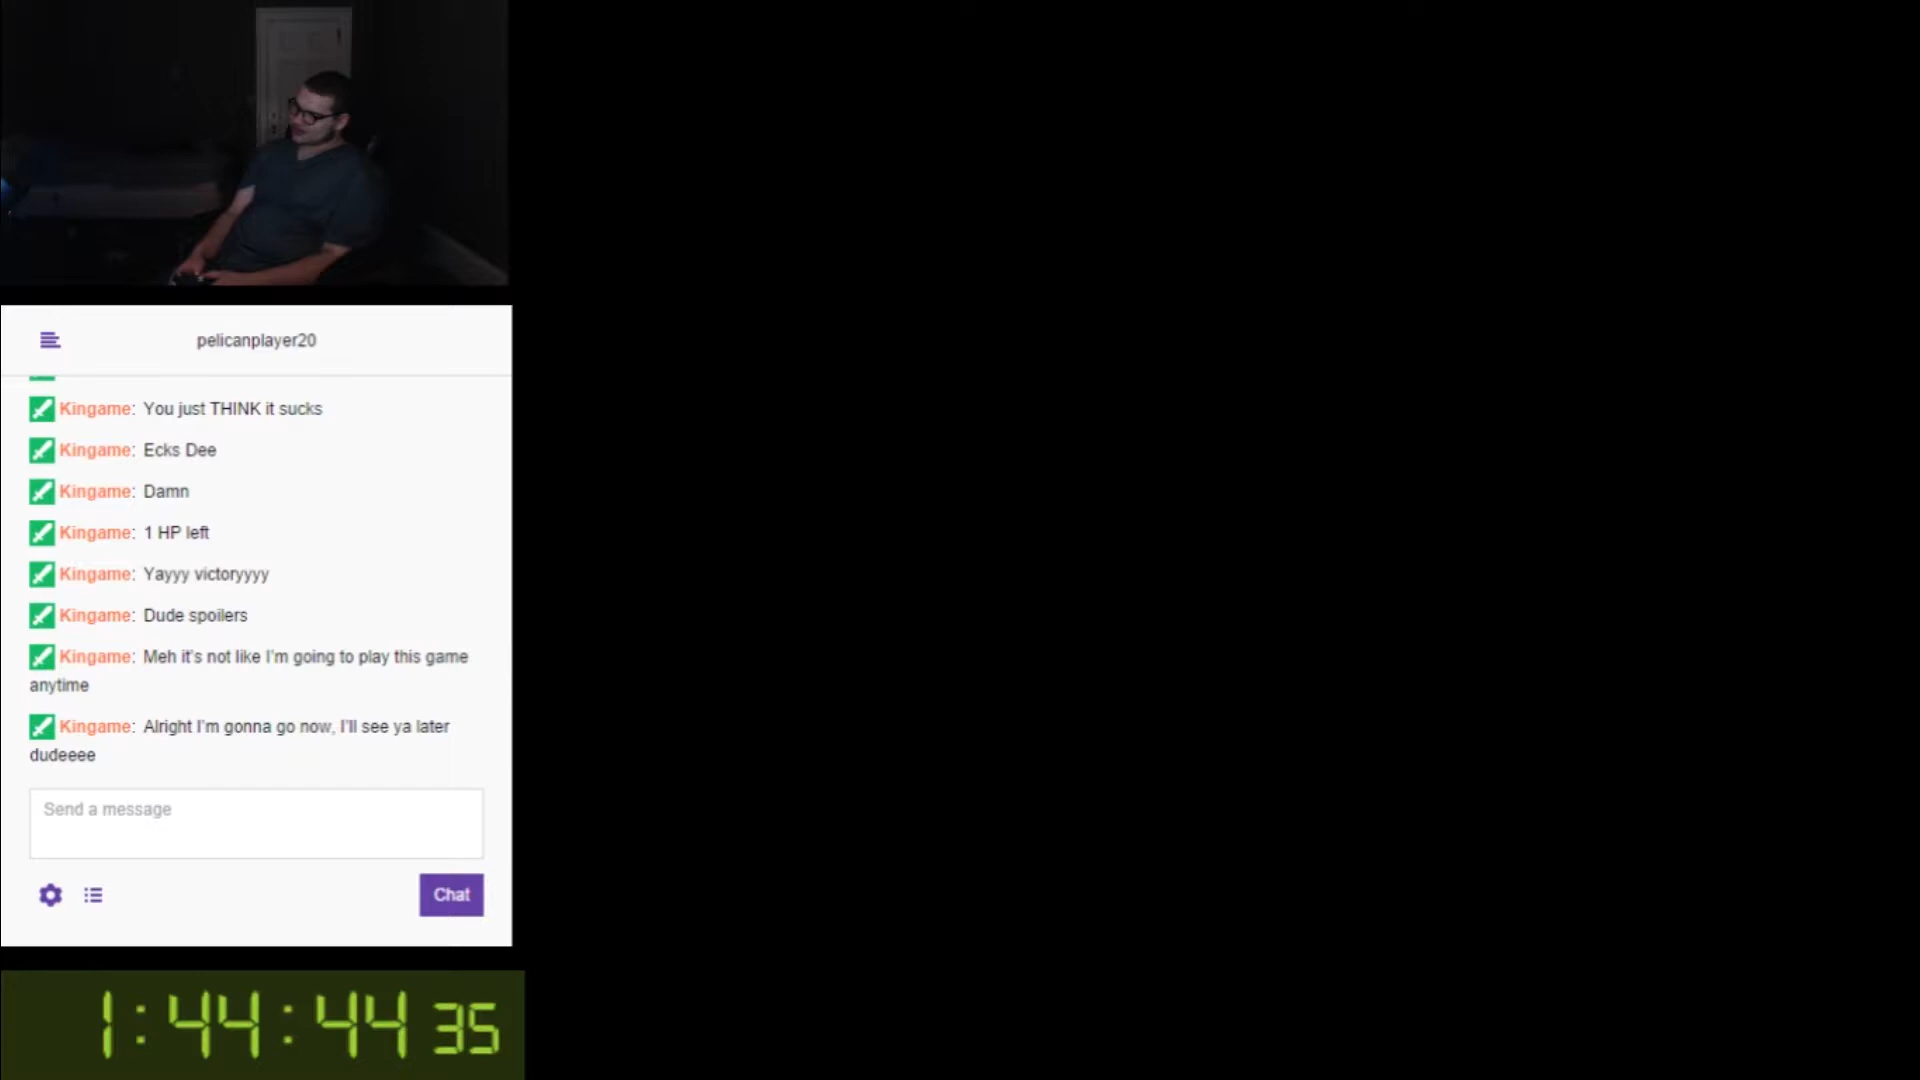 pelicanplayer20
Kingame: You just THINK it sucks
Kingame: Ecks Dee
Kingame: Damn
Kingame: 1 HP left
Kingame: Yayyy victoryyyy
Kingame: Dude spoilers
Kingame: Meh it's not like I'm going to play this game
anytime
Kingame: Alright I'm gonna go now, I'll see ya later
dudeeee
Send a message
Chat
1:44:44 35